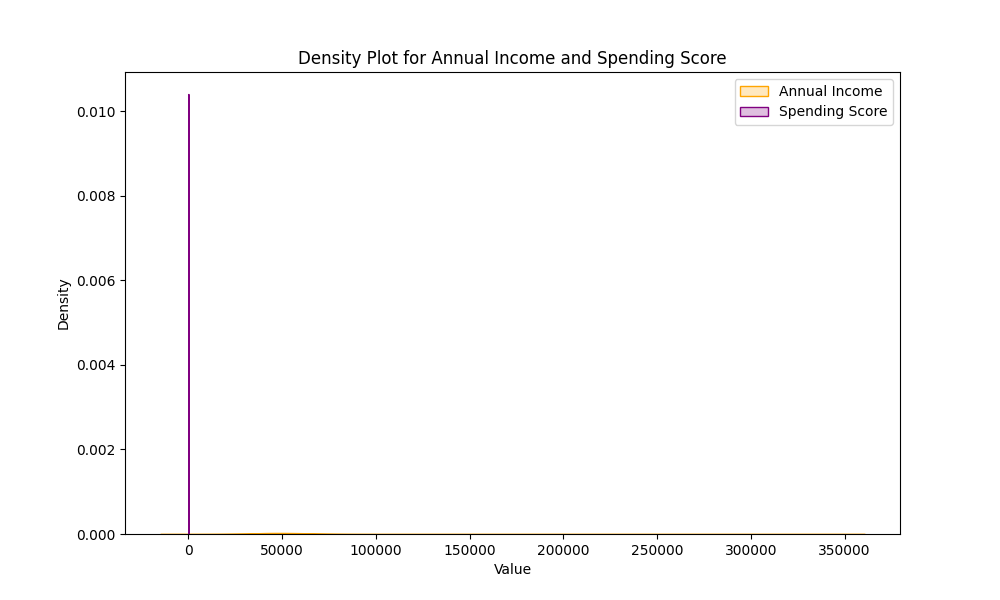 Density Plot for Annual Income and Spending Score
Annual Income
Spending Score
0.010
0.008
0.006
0.004
0.002
0.000
Density
0 50000 100000 150000 200000 250000 300000 350000
Value